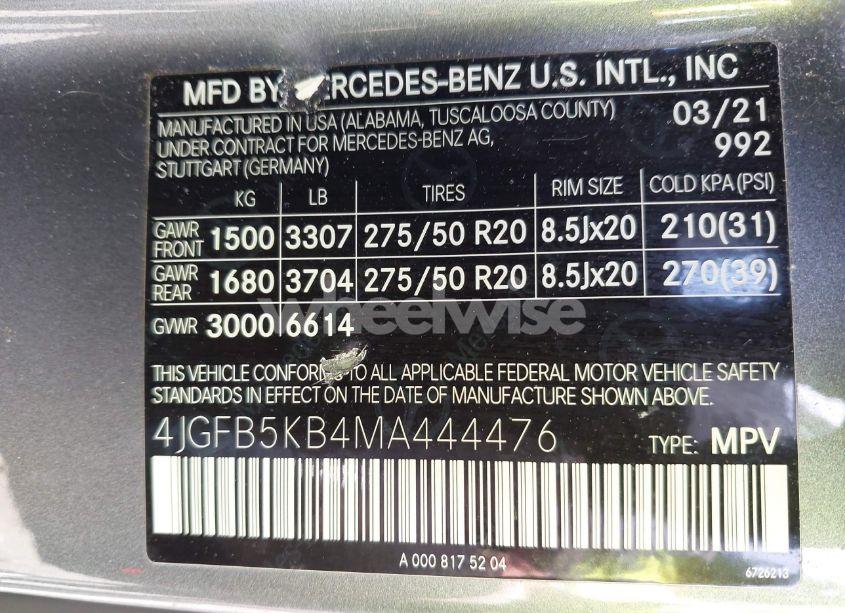 MFD BY MERCEDES-BENZ U.S. INTL., INC
MANUFACTURED IN USA (ALABAMA, TUSCALOOSA COUNTY) 03/21
UNDER CONTRACT FOR MERCEDES-BENZ AG, 992
STUTTGART (GERMANY)
KG LB TIRES RIM SIZE COLD KPA (PSI)
GAWR FRONT 1500 3307 275/50 R20 8.5Jx20 210(31)
GAWR REAR 1680 3704 275/50 R20 8.5Jx20 270(39)
GVWR 3000 6614
wheelwise
THIS VEHICLE CONFORMS TO ALL APPLICABLE FEDERAL MOTOR VEHICLE SAFETY
STANDARDS IN EFFECT ON THE DATE OF MANUFACTURE SHOWN ABOVE.
4JGFB5KB4MA444476 TYPE: MPV
A 000 817 52 04
6726213